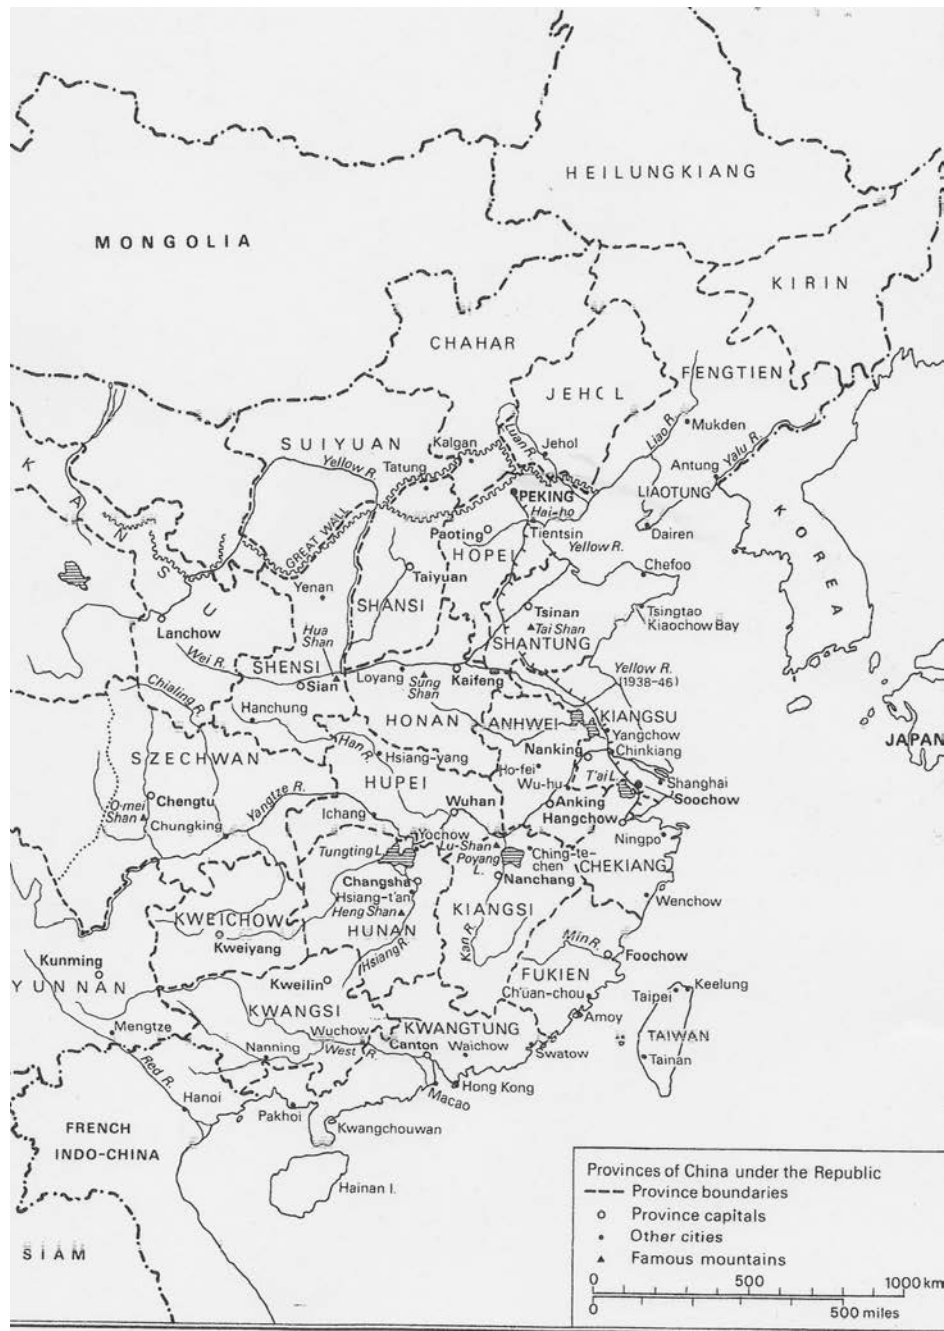 HEILUNGKIANG
MONGOLIA
KIRIN
CHAHAR
FENGTIEN
JEHOL
Mukden
SUIYUAN
Kalgan
Luan R.
Jehol
Liao R.
Yalu R.
Yellow R.
Tatung
Antung
KANSU
PEKING
LIAOTUNG
Hai-ho
GREAT WALL
Paoting
Tientsin
Dairen
HOPEI
Yellow R.
KOREA
Chefoo
Taiyuan
Yenan
SHANSI
Tsinan
Tsingtao
Kiaochow Bay
Tai Shan
Lanchow
Hua
Shan
SHANTUNG
Wei R.
SHENSI
Yellow R.
(1938-46)
Sian
Loyang
Sung
Shan
Kaifeng
Chialing R.
Hanchung
HONAN
ANHWEI
KIANGSU
Yangchow
JAPAN
Han R.
Hsiang-yang
Nanking
Chinkiang
SZECHWAN
HUPEI
Ho-fei
T'ai L.
Wu-hu
Shanghai
Soochow
Chengtu
Yangtze R.
O-mei
Shan
Chungking
Ichang
Wuhan
Anking
Hangchow
Yochow
Ningpo
Lu-Shan
Poyang
L.
Tungting L.
Ching-te-
chen
CHEKIANG
Changsha
Nanchang
Hsiang-t'an
Wenchow
KWEICHOW
Heng Shan
KIANGSI
HUNAN
Kweiyang
Kan R.
Min R.
Hsiang R.
Foochow
Kunming
YUNNAN
Kweilin
FUKIEN
Ch'uan-chou
Taipei
Keelung
KWANGSI
Amoy
Mengtze
Wuchow
KWANGTUNG
TAIWAN
Nanning
West R.
Canton
Waichow
Swatow
Tainan
Red R.
Hong Kong
Macao
Hanoi
Pakhoi
Kwangchouwan
FRENCH
INDO-CHINA
Hainan I.
SIAM
Provinces of China under the Republic
Province boundaries
Province capitals
Other cities
Famous mountains
0 500 1000 km
0 500 miles